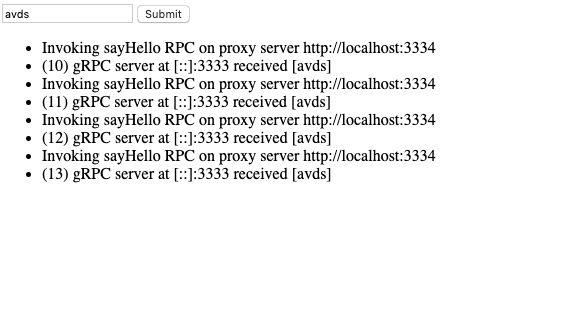 avds Submit
Invoking sayHello RPC on proxy server http://localhost:3334
(10) gRPC server at [::]:3333 received [avds]
Invoking sayHello RPC on proxy server http://localhost:3334
(11) gRPC server at [::]:3333 received [avds]
Invoking sayHello RPC on proxy server http://localhost:3334
(12) gRPC server at [::]:3333 received [avds]
Invoking sayHello RPC on proxy server http://localhost:3334
(13) gRPC server at [::]:3333 received [avds]